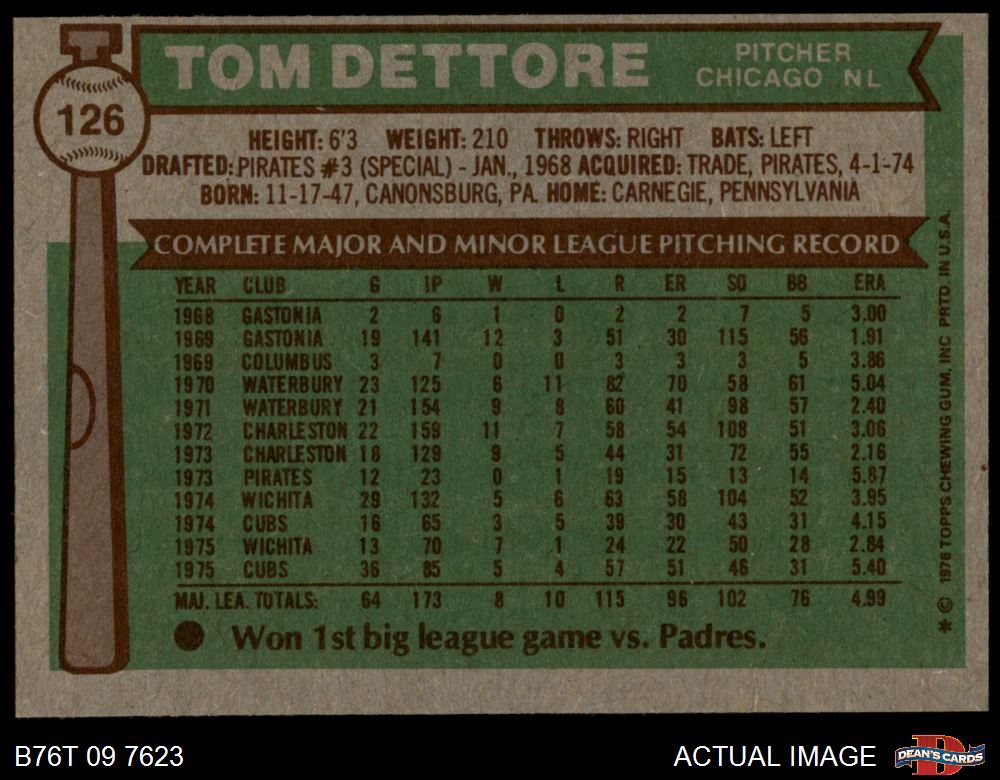 TOM DETTORE
PITCHER
CHICAGO NL
126
HEIGHT: 6'3 WEIGHT: 210 THROWS: RIGHT BATS: LEFT
DRAFTED: PIRATES #3 (SPECIAL) - JAN., 1968 ACQUIRED: TRADE, PIRATES, 4-1-74
BORN: 11-17-47, CANONSBURG, PA. HOME: CARNEGIE, PENNSYLVANIA
COMPLETE MAJOR AND MINOR LEAGUE PITCHING RECORD
YEAR CLUB G IP W L R ER SO BB ERA
1968 GASTONIA 2 6 1 0 2 2 7 5 3.00
1969 GASTONIA 19 141 12 3 51 30 115 56 1.91
1969 COLUMBUS 3 7 0 0 3 3 3 5 3.86
1970 WATERBURY 23 125 6 11 82 70 58 61 5.04
1971 WATERBURY 21 154 9 8 60 41 98 57 2.40
1972 CHARLESTON 22 159 11 7 58 54 108 51 3.06
1973 CHARLESTON 18 129 9 5 44 31 72 55 2.16
1973 PIRATES 12 23 0 1 19 15 13 14 5.87
1974 WICHITA 29 132 5 6 63 58 104 52 3.95
1974 CUBS 16 65 3 5 39 30 43 31 4.15
1975 WICHITA 13 70 7 1 24 22 50 28 2.84
1975 CUBS 36 85 5 4 57 51 46 31 5.40
MAJ. LEA. TOTALS: 64 173 8 10 115 96 102 76 4.99
Won 1st big league game vs. Padres.
* © 1976 TOPPS CHEWING GUM, INC PRTD. IN U.S.A.
B76T 09 7623
ACTUAL IMAGE
D
DEAN'S CARDS